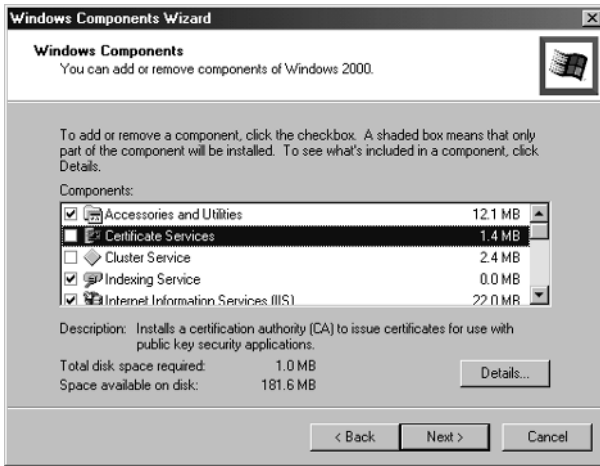 Windows Components Wizard
Windows Components
You can add or remove components of Windows 2000.
To add or remove a component, click the checkbox. A shaded box means that only
part of the component will be installed. To see what's included in a component, click
Details.
Components:
Accessories and Utilities 12.1 MB
Certificate Services 1.4 MB
Cluster Service 2.4 MB
Indexing Service 0.0 MB
Internet Information Services (IIS) 22.0 MB
Description: Installs a certification authority (CA) to issue certificates for use with
public key security applications.
Total disk space required: 1.0 MB
Space available on disk: 181.6 MB
Details...
< Back Next > Cancel